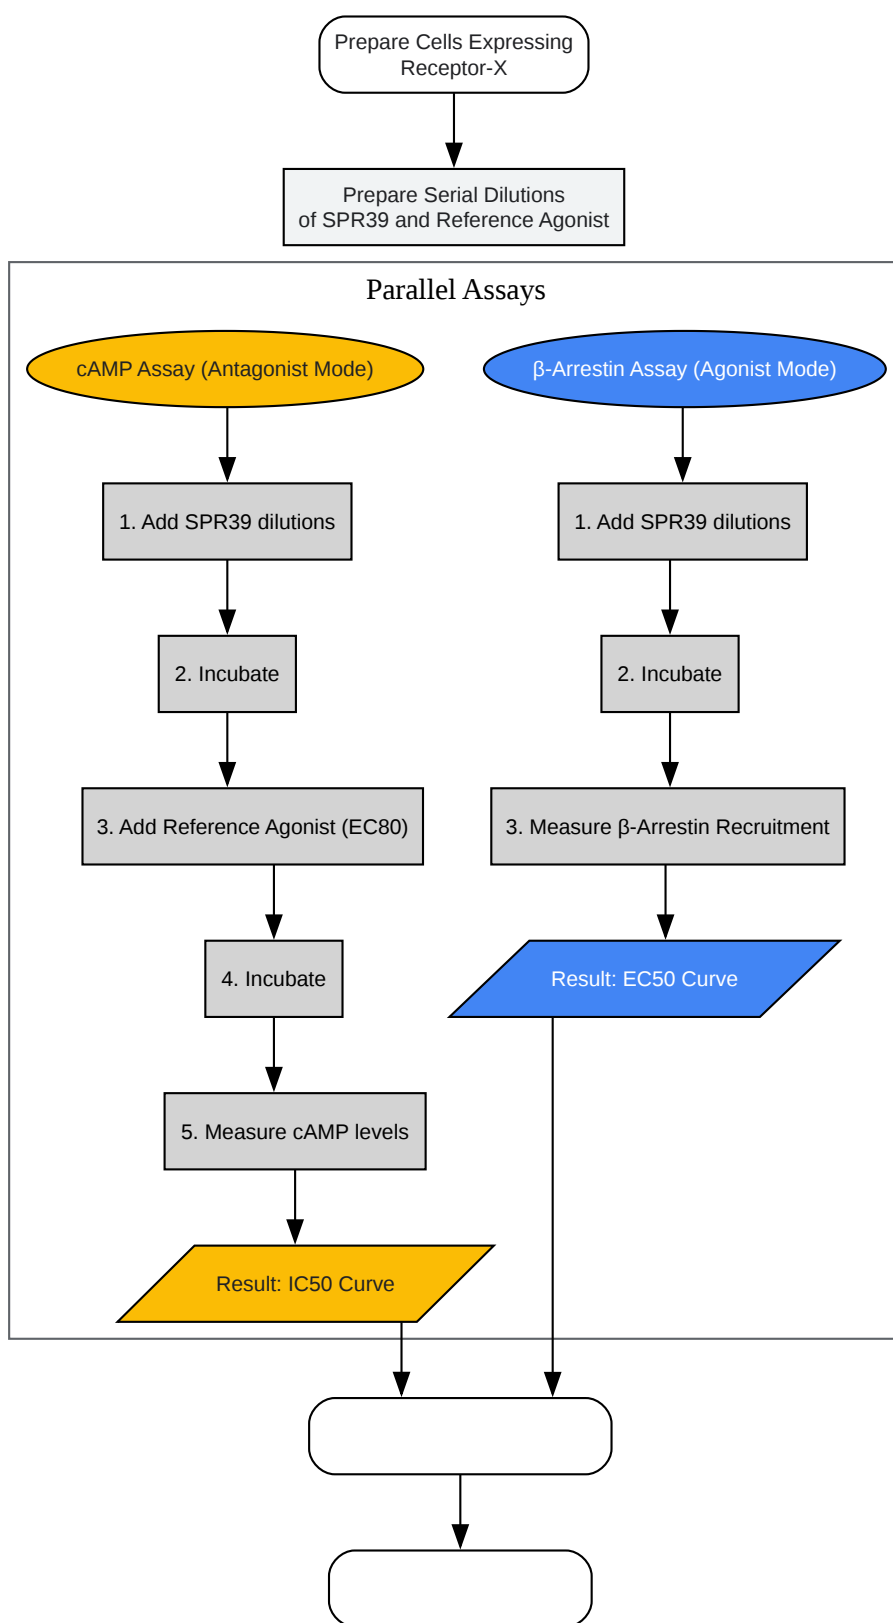 Prepare Cells Expressing
Receptor-X
Prepare Serial Dilutions
of SPR39 and Reference Agonist
Parallel Assays
cAMP Assay (Antagonist Mode)
1. Add SPR39 dilutions
2. Incubate
3. Add Reference Agonist (EC80)
4. Incubate
5. Measure cAMP levels
Result: IC50 Curve
β-Arrestin Assay (Agonist Mode)
1. Add SPR39 dilutions
2. Incubate
3. Measure β-Arrestin Recruitment
Result: EC50 Curve